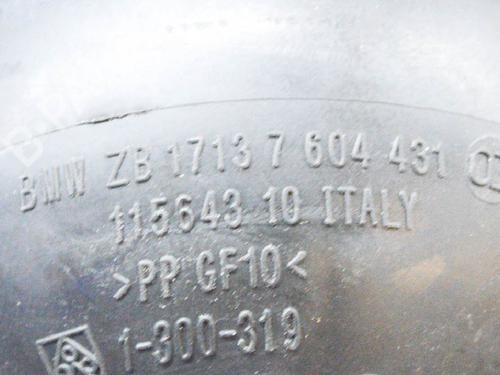 BMW ZB 1713 7 604 431
115643 10 ITALY
>PP GF10<
1-300-319